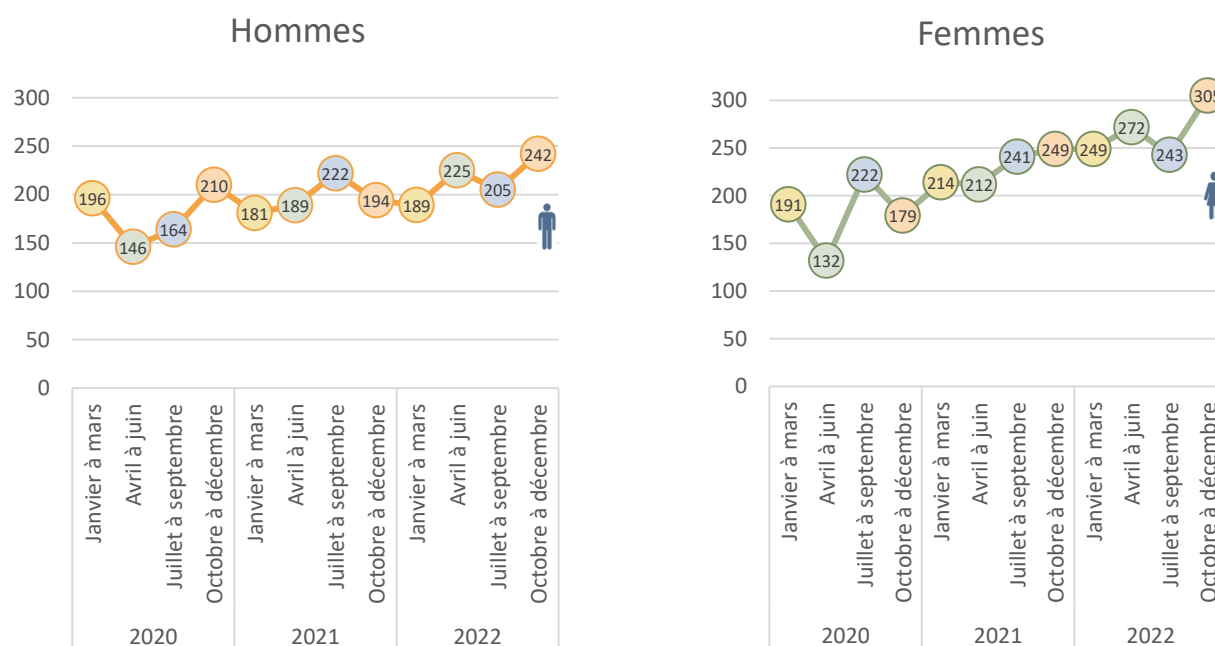 Hommes
300
250
200
150
100
50
0
196
146
164
210
181
189
222
194
189
225
205
242
Janvier à mars
Avril à juin
Juillet à septembre
Octobre à décembre
Janvier à mars
Avril à juin
Juillet à septembre
Octobre à décembre
Janvier à mars
Avril à juin
Juillet à septembre
Octobre à décembre
2020
2021
2022
Femmes
300
250
200
150
100
50
0
191
132
222
179
214
212
241
249
249
272
243
305
Janvier à mars
Avril à juin
Juillet à septembre
Octobre à décembre
Janvier à mars
Avril à juin
Juillet à septembre
Octobre à décembre
Janvier à mars
Avril à juin
Juillet à septembre
Octobre à décembre
2020
2021
2022